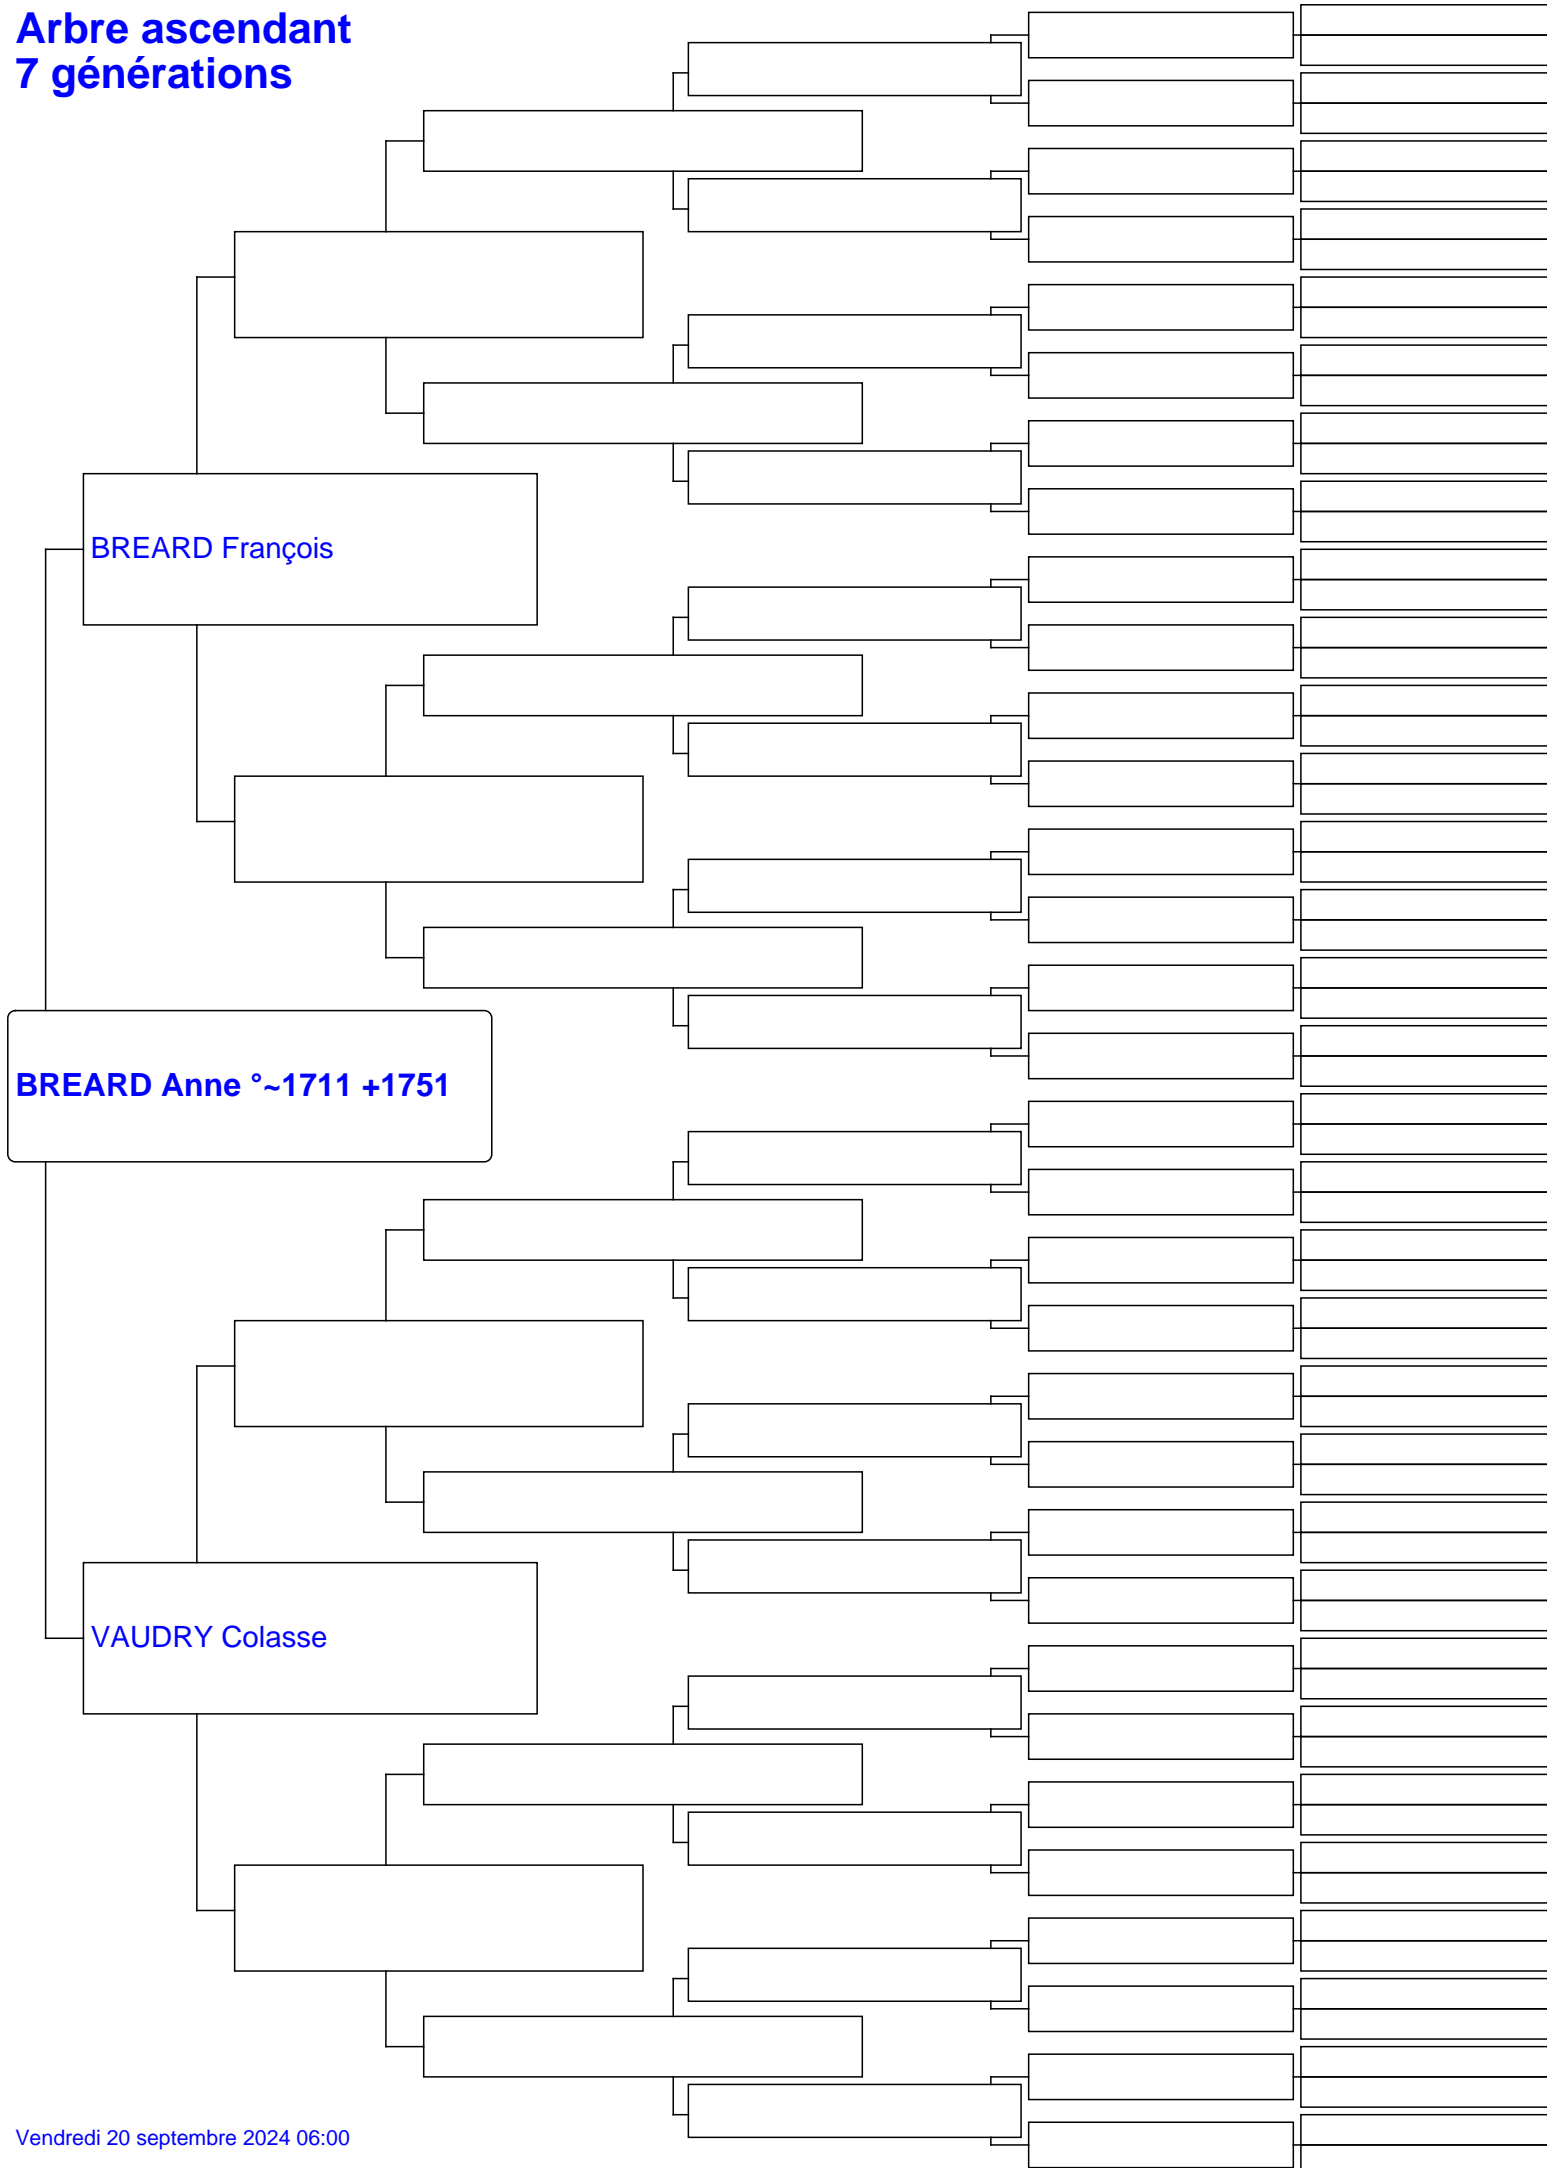 Arbre ascendant
7 générations
BREARD François
BREARD Anne °~1711 +1751
VAUDRY Colasse
Vendredi 20 septembre 2024 06:00